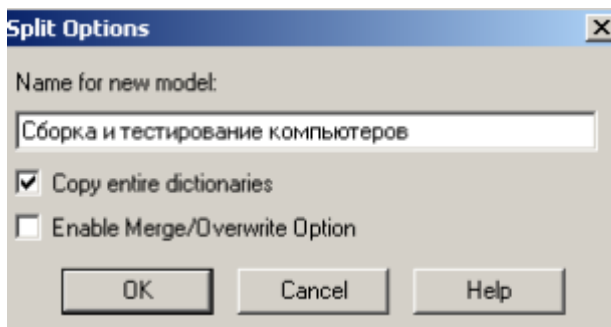 Split Options
Name for new model:
Сборка и тестирование компьютеров
Copy entire dictionaries
Enable Merge/Overwrite Option
OK Cancel Help